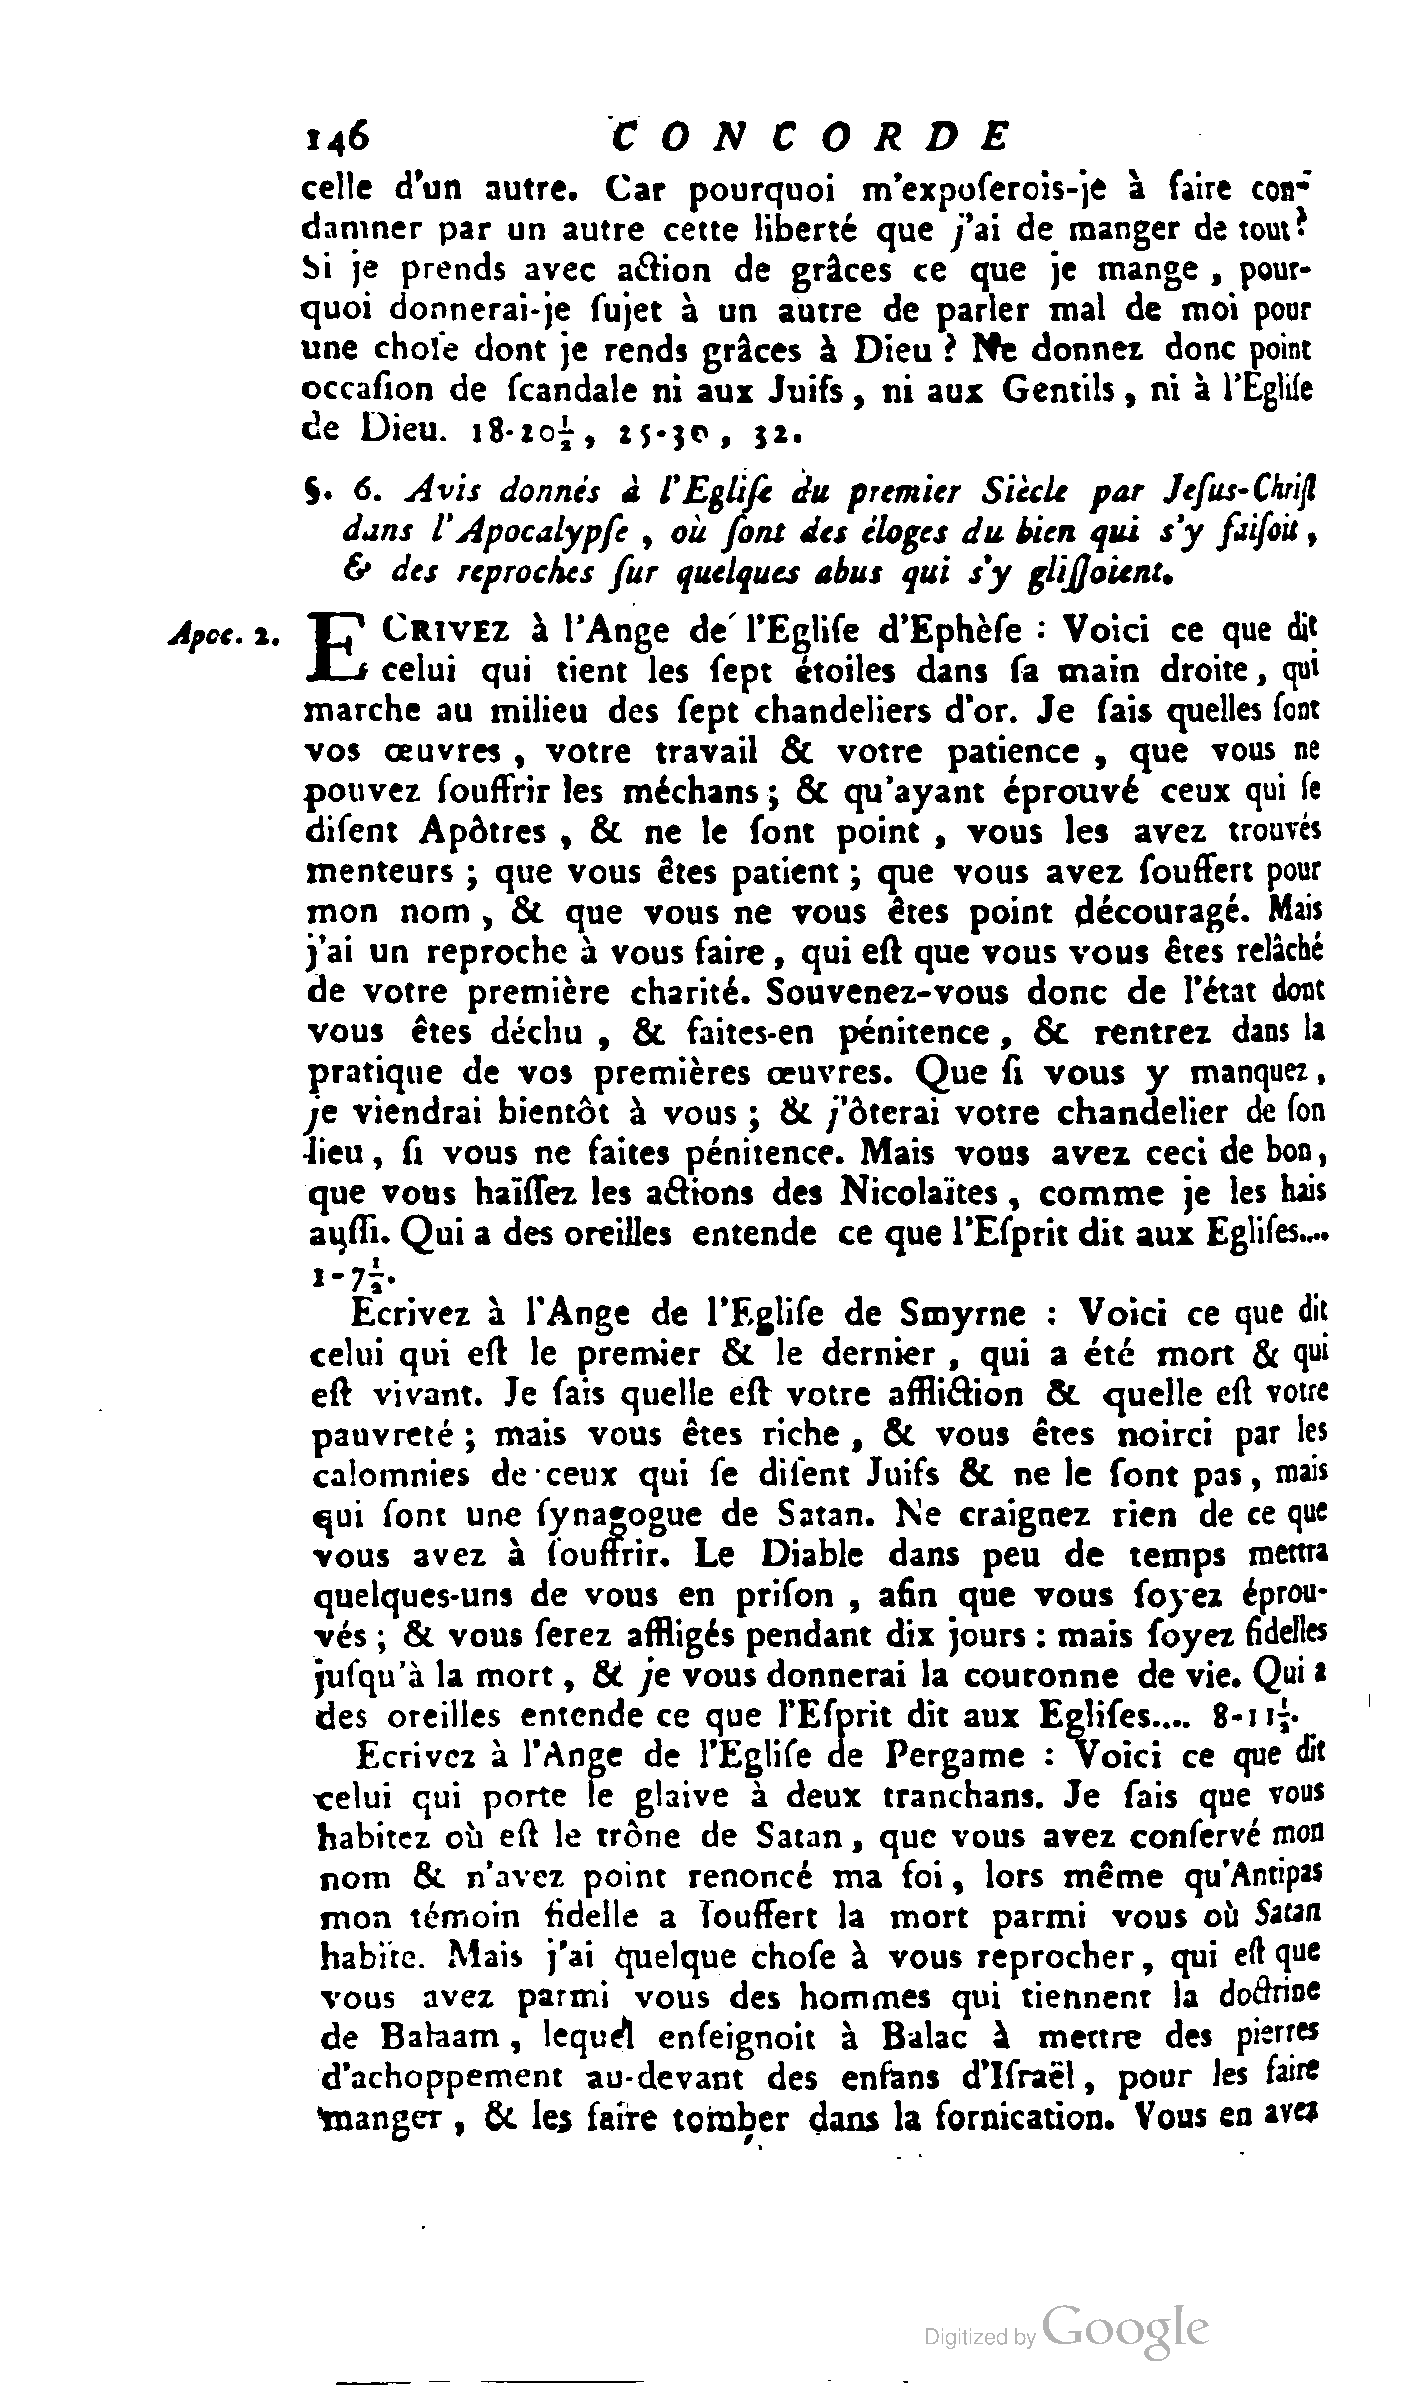 146 CONCORDE
celle d'un autre. Car pourquoi m'expoſerois-je à faire con-
damner par un autre cette liberté que j'ai de manger de tout?
Si je prends avec action de grâces ce que je mange, pour-
quoi donnerai-je ſujet à un autre de parler mal de moi pour
une choſe dont je rends grâces à Dieu? Ne donnez donc point
occaſion de ſcandale ni aux Juifs, ni aux Gentils, ni à l'Egliſe
de Dieu. 18-20½, 25-30, 32.
§. 6. Avis donnés à l'Egliſe du premier Siècle par Jeſus-Chriſt
dans l'Apocalypſe, où ſont des éloges du bien qui s'y faiſoit,
& des reproches ſur quelques abus qui s'y gliſſoient.
Apoc. 2. ECRIVEZ à l'Ange de l'Egliſe d'Ephèſe : Voici ce que dit
celui qui tient les ſept étoiles dans ſa main droite, qui
marche au milieu des ſept chandeliers d'or. Je ſais quelles ſont
vos œuvres, votre travail & votre patience, que vous ne
pouvez ſouffrir les méchans; & qu'ayant éprouvé ceux qui ſe
diſent Apôtres, & ne le ſont point, vous les avez trouvés
menteurs; que vous êtes patient; que vous avez ſouffert pour
mon nom, & que vous ne vous êtes point découragé. Mais
j'ai un reproche à vous faire, qui eſt que vous vous êtes relâché
de votre première charité. Souvenez-vous donc de l'état dont
vous êtes déchu, & faites-en pénitence, & rentrez dans la
pratique de vos premières œuvres. Que ſi vous y manquez,
je viendrai bientôt à vous; & j'ôterai votre chandelier de ſon
lieu, ſi vous ne faites pénitence. Mais vous avez ceci de bon,
que vous haïſſez les actions des Nicolaïtes, comme je les hais
auſſi. Qui a des oreilles entende ce que l'Eſprit dit aux Egliſes....
1-7½.
Ecrivez à l'Ange de l'Egliſe de Smyrne : Voici ce que dit
celui qui eſt le premier & le dernier, qui a été mort & qui
eſt vivant. Je ſais quelle eſt votre affliction & quelle eſt votre
pauvreté; mais vous êtes riche, & vous êtes noirci par les
calomnies de ceux qui ſe diſent Juifs & ne le ſont pas, mais
qui ſont une ſynagogue de Satan. Ne craignez rien de ce que
vous avez à ſouffrir. Le Diable dans peu de temps mettra
quelques-uns de vous en priſon, afin que vous ſoyez éprou-
vés; & vous ſerez affligés pendant dix jours : mais ſoyez fidelles
juſqu'à la mort, & je vous donnerai la couronne de vie. Qui a
des oreilles entende ce que l'Eſprit dit aux Egliſes.... 8-11½.
Ecrivez à l'Ange de l'Egliſe de Pergame : Voici ce que dit
celui qui porte le glaive à deux tranchans. Je ſais que vous
habitez où eſt le trône de Satan, que vous avez conſervé mon
nom & n'avez point renoncé ma foi, lors même qu'Antipas
mon témoin fidelle a ſouffert la mort parmi vous où Satan
habite. Mais j'ai quelque choſe à vous reprocher, qui eſt que
vous avez parmi vous des hommes qui tiennent la doctrine
de Balaam, lequel enſeignoit à Balac à mettre des pierres
d'achoppement au-devant des enfans d'Iſraël, pour les faire
manger, & les faire tomber dans la fornication. Vous en avez
Digitized by Google